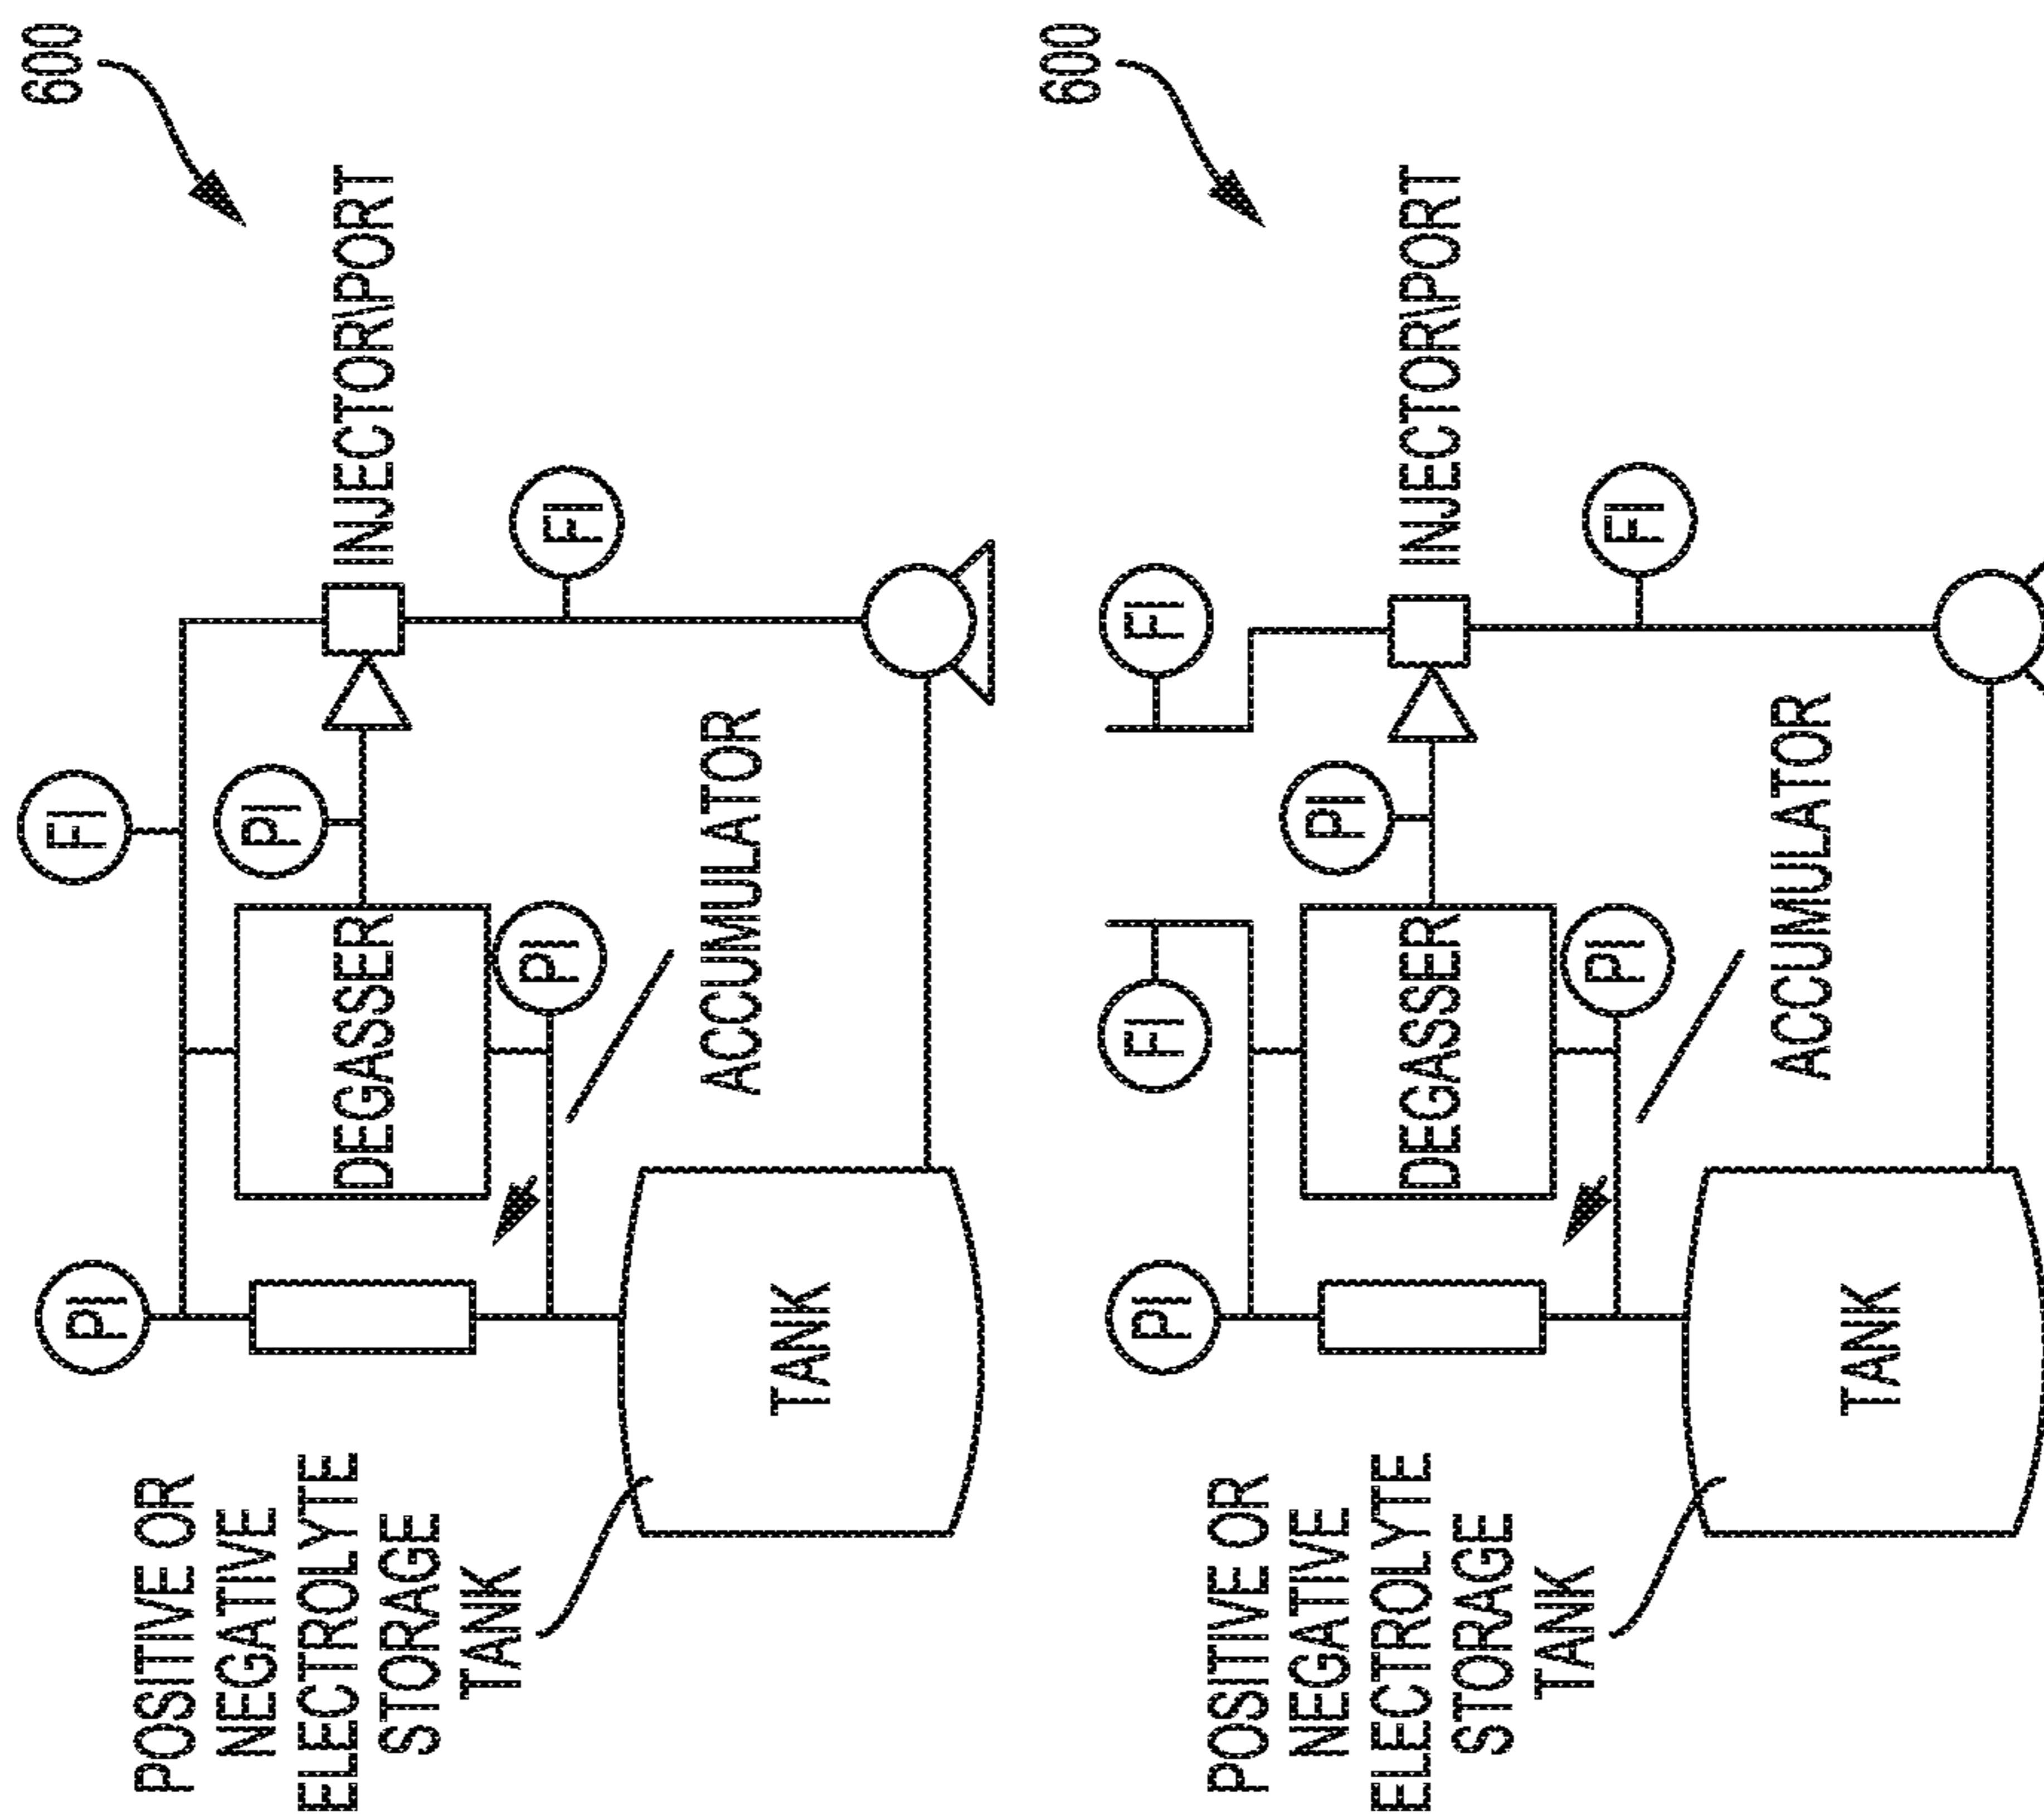 600
PI
FI
POSITIVE OR
NEGATIVE
ELECTROLYTE
STORAGE
TANK
PI
DEGASSER
INJECTOR\PORT
PI
FI
ACCUMULATOR
TANK
600
PI
FI
FI
POSITIVE OR
NEGATIVE
ELECTROLYTE
STORAGE
TANK
PI
DEGASSER
INJECTOR\PORT
PI
FI
ACCUMULATOR
TANK